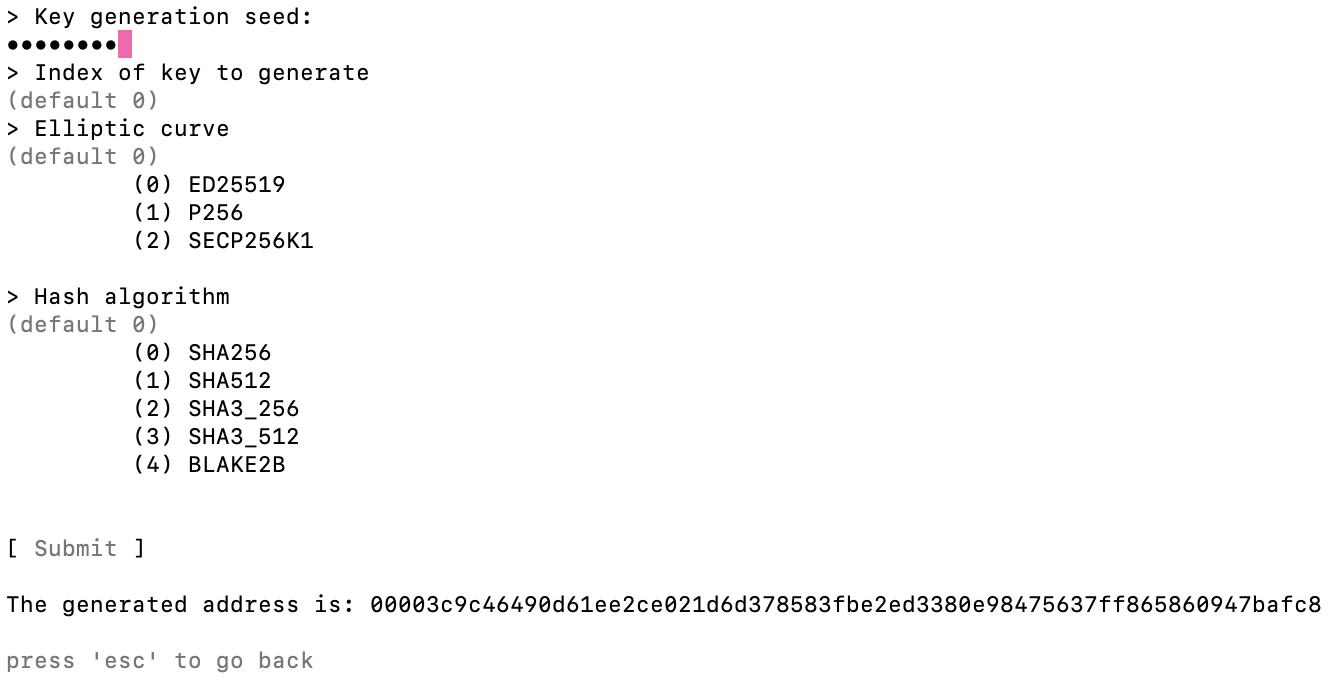 > Key generation seed:
••••••••
> Index of key to generate
(default 0)
> Elliptic curve
(default 0)
(0) ED25519
(1) P256
(2) SECP256K1
> Hash algorithm
(default 0)
(0) SHA256
(1) SHA512
(2) SHA3_256
(3) SHA3_512
(4) BLAKE2B
[ Submit ]
The generated address is: 00003c9c46490d61ee2ce021d6d378583fbe2ed3380e98475637ff865860947bafc8
press 'esc' to go back